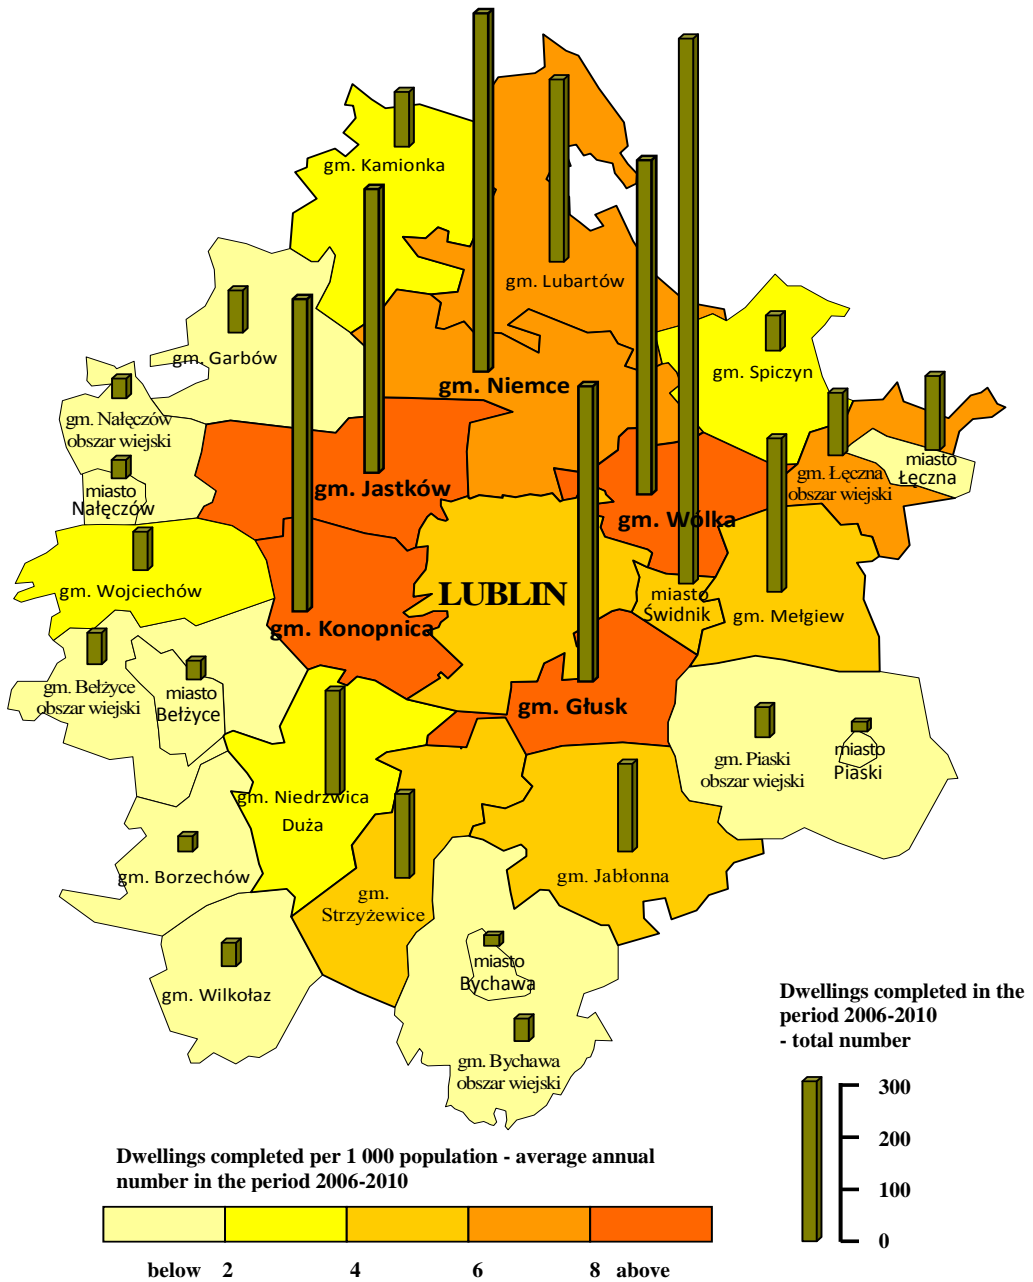 gm. Kamionka
gm. Lubartów
gm. Garbów
gm. Niemce
gm. Spiczyn
gm. Nałęczów
obszar wiejski
miasto
Nałęczów
gm. Jastków
gm. Wólka
gm. Łęczna
obszar wiejski
miasto
Łęczna
gm. Wojciechów
LUBLIN
miasto
Świdnik
gm. Mełgiew
gm. Konopnica
gm. Bełżyce
obszar wiejski
miasto
Bełżyce
gm. Głusk
gm. Piaski
obszar wiejski
miasto
Piaski
gm. Niedrzwica
Duża
gm. Borzechów
gm.
Strzyżewice
gm. Jabłonna
gm. Wilkołaz
miasto
Bychawa
gm. Bychawa
obszar wiejski
Dwellings completed in the
period 2006-2010
- total number
300
200
100
0
Dwellings completed per 1 000 population - average annual
number in the period 2006-2010
below 2 4 6 8 above